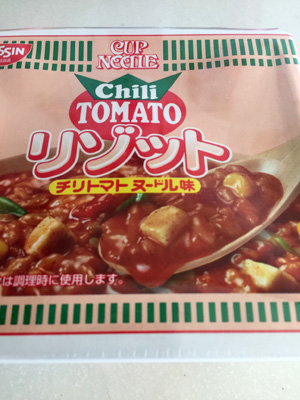 NISSIN
CUP
NOODLE
Chili
TOMATO
リゾット
チリトマト ヌードル味
は調理時に使用します。